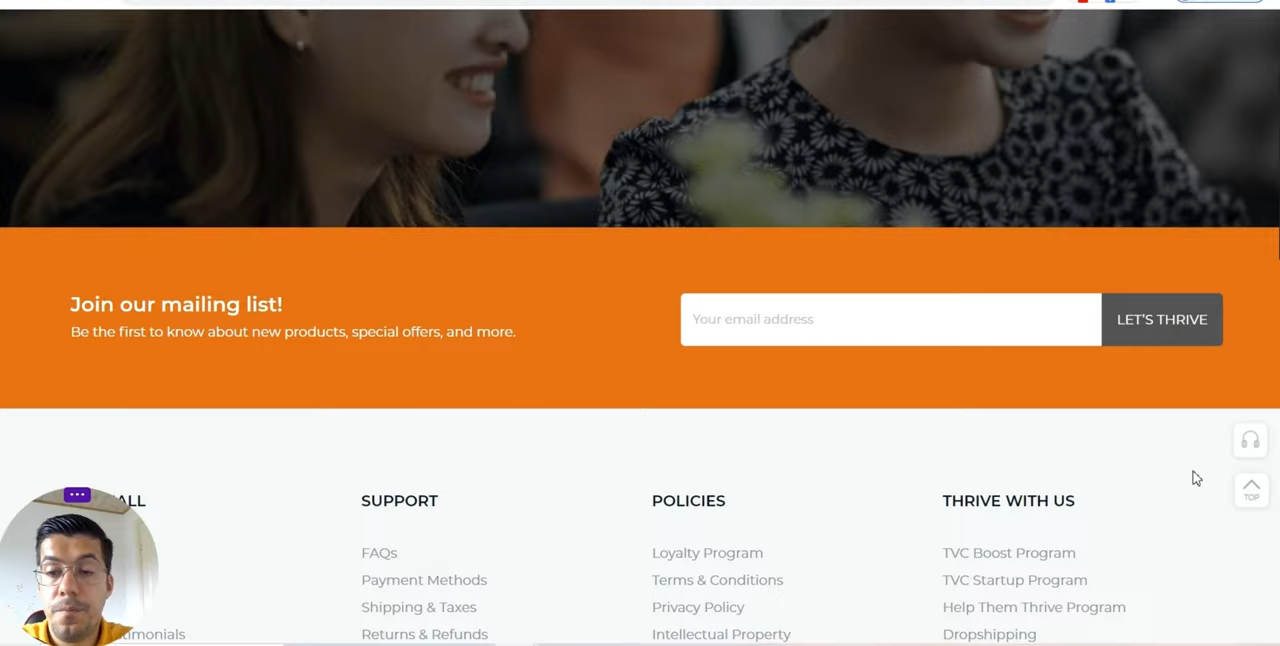 Join our mailing list!
Be the first to know about new products, special offers, and more.
Your email address
LET'S THRIVE
TOP
SUPPORT
FAQs
Payment Methods
Shipping & Taxes
Returns & Refunds
POLICIES
Loyalty Program
Terms & Conditions
Privacy Policy
Intellectual Property
THRIVE WITH US
TVC Boost Program
TVC Startup Program
Help Them Thrive Program
Dropshipping